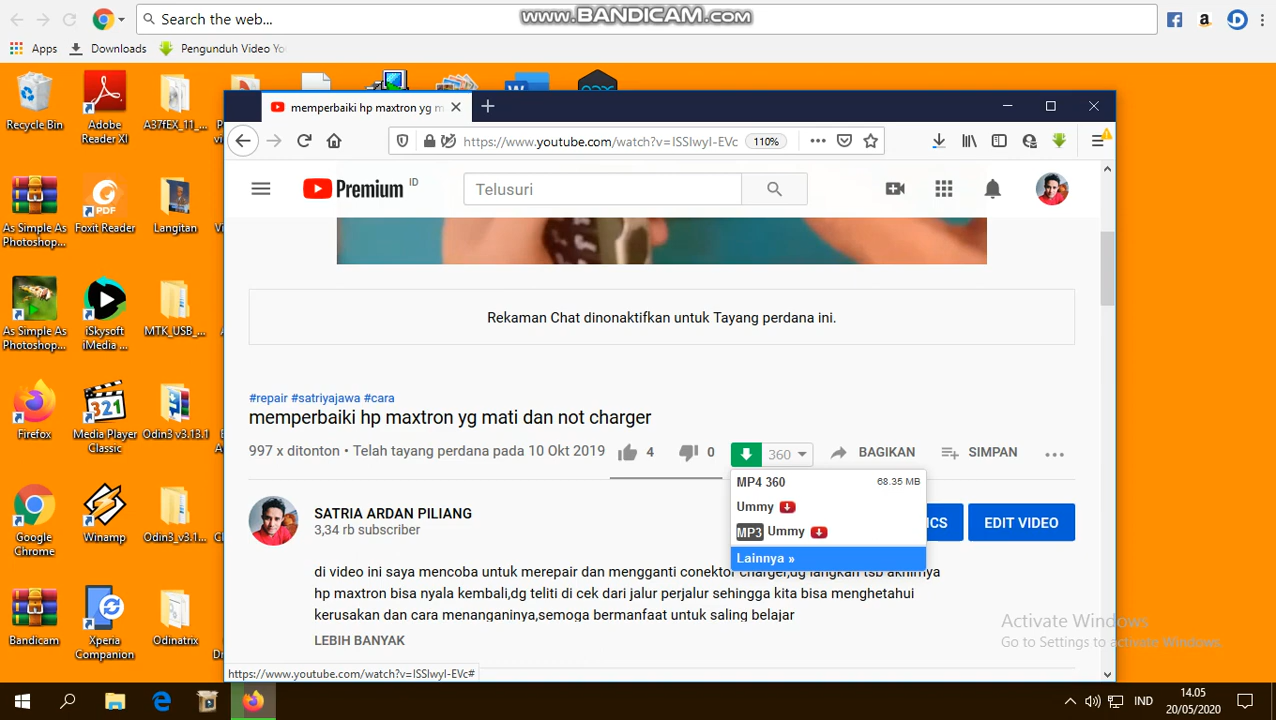 www.BANDICAM.com
Search the web...
Apps Downloads Pengunduh Video Yo
memperbaiki hp maxtron yg m
https://www.youtube.com/watch?v=ISSlwyI-EVc 110%
Premium ID
Telusuri
Rekaman Chat dinonaktifkan untuk Tayang perdana ini.
#repair #satriyajawa #cara
memperbaiki hp maxtron yg mati dan not charger
997 x ditonton • Telah tayang perdana pada 10 Okt 2019
4 0 360 BAGIKAN SIMPAN
MP4 360 68.35 MB
Ummy
MP3 Ummy
Lainnya »
SATRIA ARDAN PILIANG
3,34 rb subscriber
ICS EDIT VIDEO
di video ini saya mencoba untuk merepair dan mengganti conektor charger,dg langkah tsb akhirnya
hp maxtron bisa nyala kembali,dg teliti di cek dari jalur perjalur sehingga kita bisa menghetahui
kerusakan dan cara menanganinya,semoga bermanfaat untuk saling belajar
LEBIH BANYAK
https://www.youtube.com/watch?v=ISSlwyI-EVc#
Recycle Bin
Adobe
Reader XI
A37fEX_11_...
As Simple As
Photoshop...
Foxit Reader
Langitan
As Simple As
Photoshop...
iSkysoft
iMedia ...
MTK_USB_...
Firefox
Media Player
Classic
Odin3 v3.13.1
Google
Chrome
Winamp
Odin3_v3.1...
Bandicam
Xperia
Companion
Odinatrix
Activate Windows
Go to Settings to activate Windows.
IND
14.05
20/05/2020